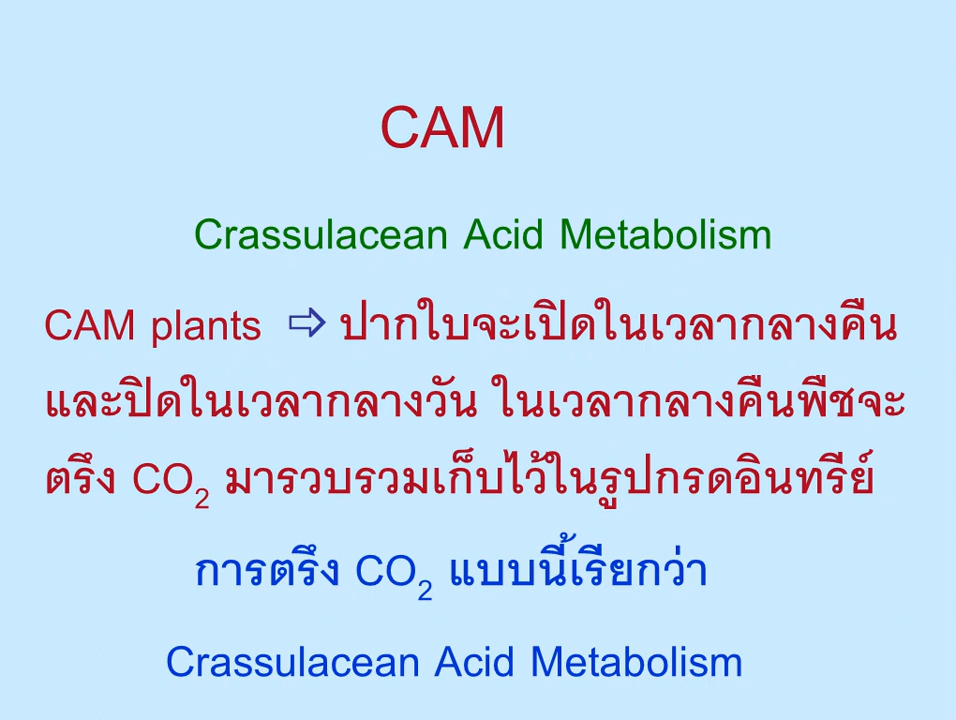 CAM
Crassulacean Acid Metabolism
CAM plants ⇨ ปากใบจะเปิดในเวลากลางคืน
และปิดในเวลากลางวัน ในเวลากลางคืนพืชจะ
ตรึง CO₂ มารวบรวมเก็บไว้ในรูปกรดอินทรีย์
การตรึง CO₂ แบบนี้เรียกว่า
Crassulacean Acid Metabolism